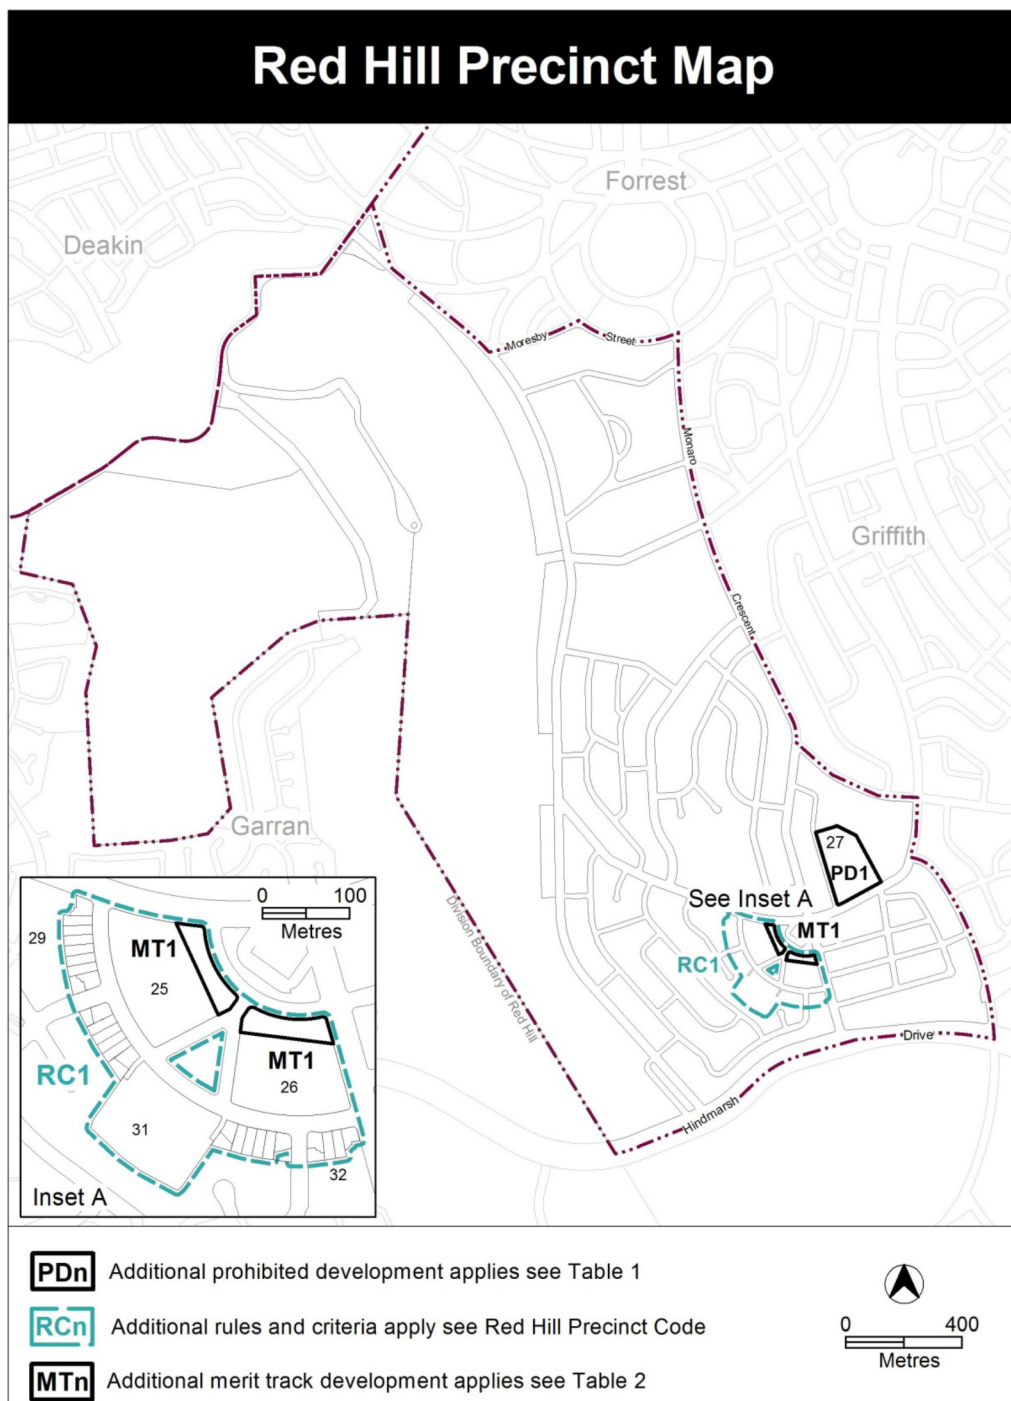 Red Hill Precinct Map
Forrest
Deakin
Moresby
Street
Monaro
Griffith
Crescent
Garran
27
PD1
See Inset A
MT1
RC1
Division Boundary of Red Hill
Drive
Hindmarsh
0 100
Metres
29
MT1
25
RC1
MT1
26
31
32
Inset A
PDn Additional prohibited development applies see Table 1
RCn Additional rules and criteria apply see Red Hill Precinct Code
MTn Additional merit track development applies see Table 2
0 400
Metres